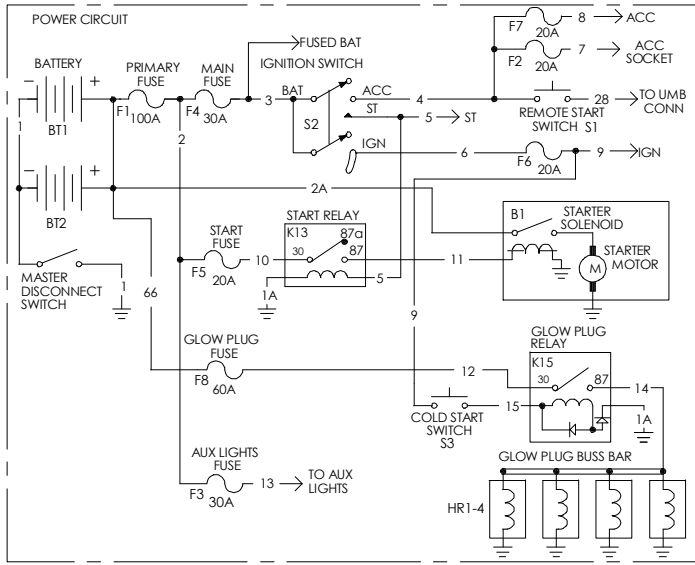 POWER CIRCUIT
F7
20A
8
ACC
F2
20A
7
ACC
SOCKET
BATTERY
PRIMARY
FUSE
MAIN
FUSE
FUSED BAT
IGNITION SWITCH
− +
BT1
F1
100A
F4
30A
3
BAT
S2
ACC
4
ST
5
ST
28
TO UMB
CONN
REMOTE START
SWITCH S1
1
2
IGN
6
F6
20A
9
IGN
− +
BT2
2A
MASTER
DISCONNECT
SWITCH
1
66
START
FUSE
F5
20A
10
START RELAY
K13
87a
30
87
5
1A
11
B1
STARTER
SOLENOID
M
STARTER
MOTOR
9
GLOW PLUG
FUSE
F8
60A
12
GLOW PLUG
RELAY
K15
30
87
14
15
1A
COLD START
SWITCH
S3
AUX LIGHTS
FUSE
F3
30A
13
TO AUX
LIGHTS
GLOW PLUG BUSS BAR
HR1-4